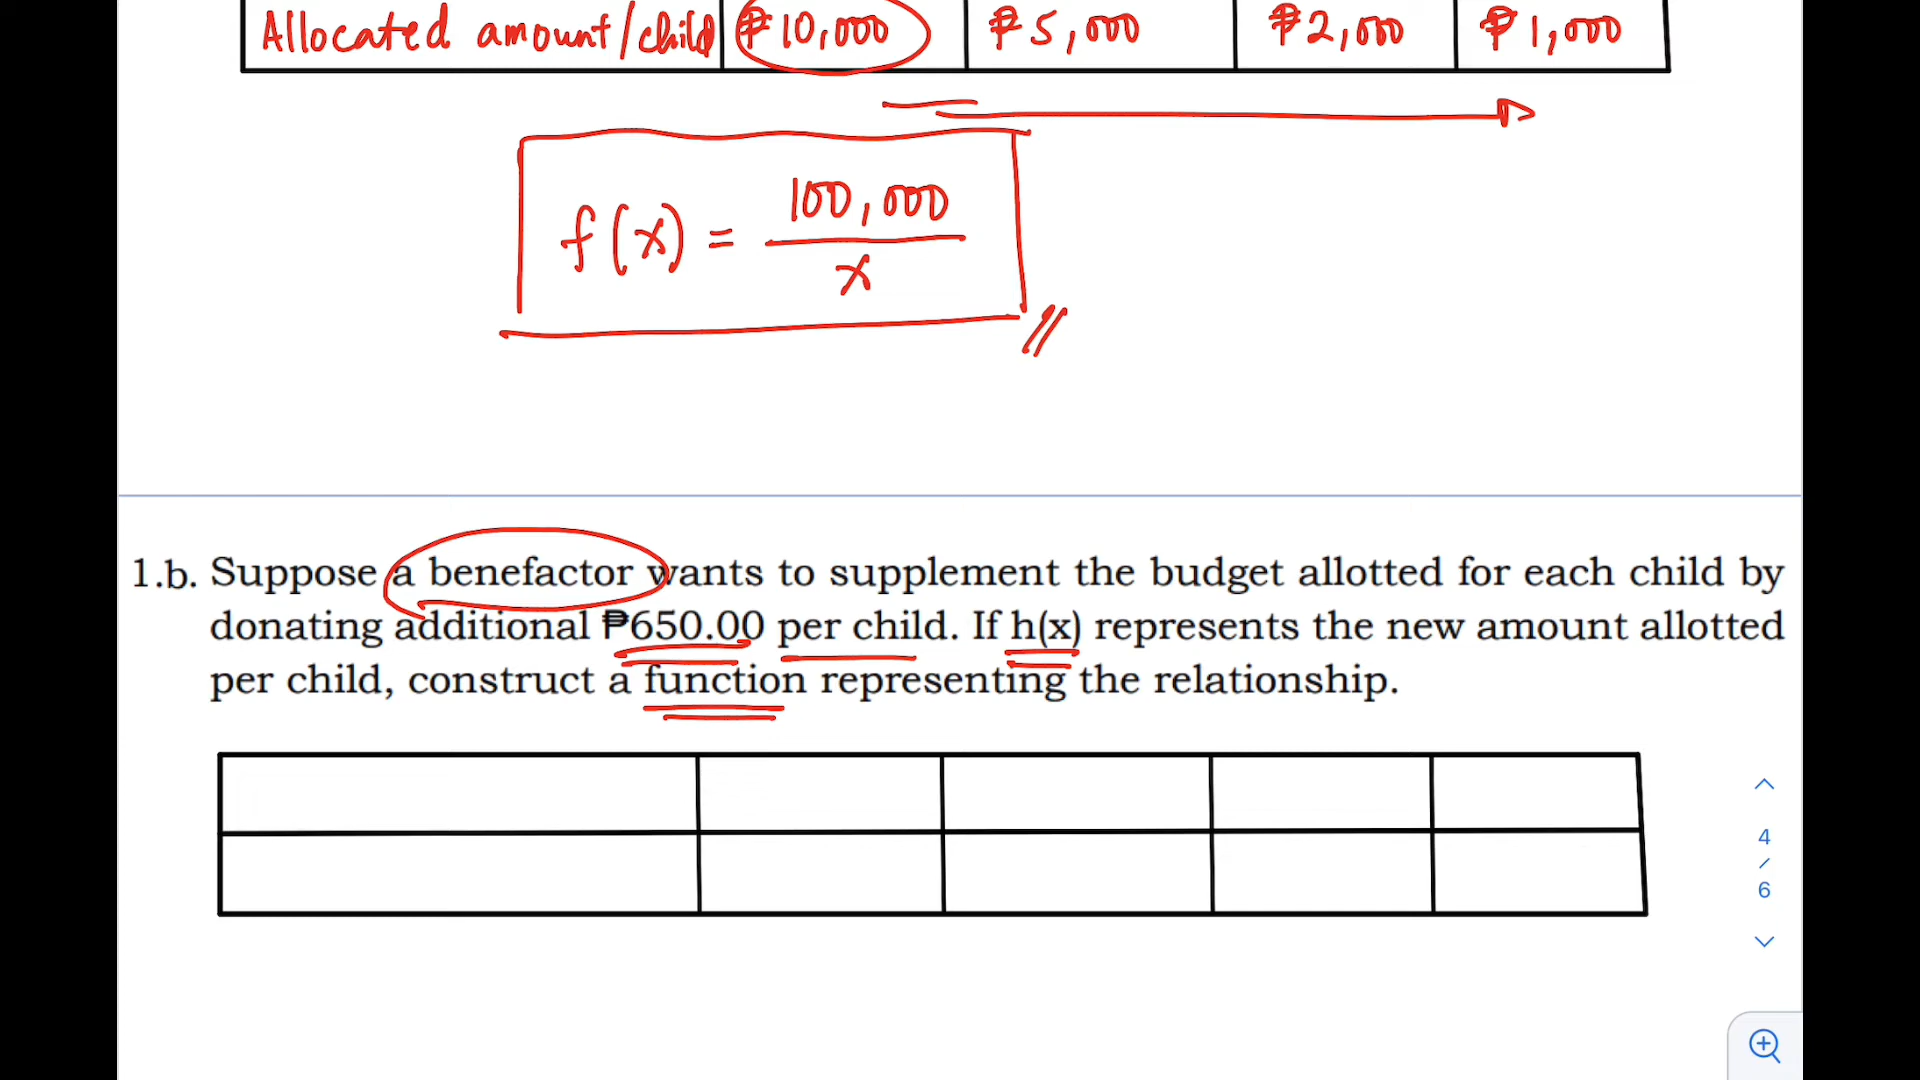 Allocated amount/child ₱10,000 ₱5,000 ₱2,000 ₱1,000
f(x) = 100,000
x
1.b. Suppose a benefactor wants to supplement the budget allotted for each child by
donating additional ₱650.00 per child. If h(x) represents the new amount allotted
per child, construct a function representing the relationship.
4
/
6